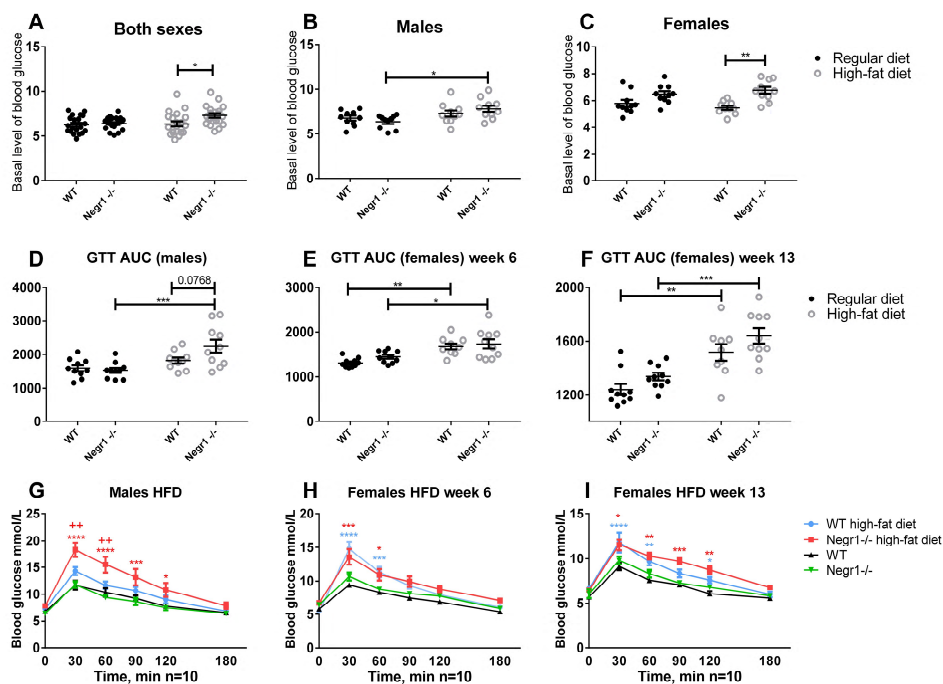 A
Both sexes
Basal level of blood glucose
15
10
5
0
*
WT
Negr1 -/-
WT
Negr1 -/-
B
Males
Basal level of blood glucose
15
10
5
0
*
WT
Negr1 -/-
WT
Negr1 -/-
C
Females
Basal level of blood glucose
10
8
6
4
2
0
**
WT
Negr1 -/-
WT
Negr1 -/-
Regular diet
High-fat diet
D
GTT AUC (males)
4000
3000
2000
1000
0
0.0768
***
WT
Negr1 -/-
WT
Negr1 -/-
E
GTT AUC (females) week 6
3000
2000
1000
0
**
*
WT
Negr1 -/-
WT
Negr1 -/-
F
GTT AUC (females) week 13
2000
1600
1200
***
**
WT
Negr1 -/-
WT
Negr1 -/-
Regular diet
High-fat diet
G
Males HFD
Blood glucose mmol/L
25
20
15
10
5
0
++
****
++
****
***
*
0 30 60 90 120 180
Time, min n=10
H
Females HFD week 6
Blood glucose mmol/L
20
15
10
5
0
***
****
*
***
0 30 60 90 120 180
Time, min n=10
I
Females HFD week 13
Blood glucose mmol/L
15
10
5
0
*
****
**
**
***
**
*
0 30 60 90 120 180
Time, min n=10
WT high-fat diet
Negr1-/- high-fat diet
WT
Negr1-/-